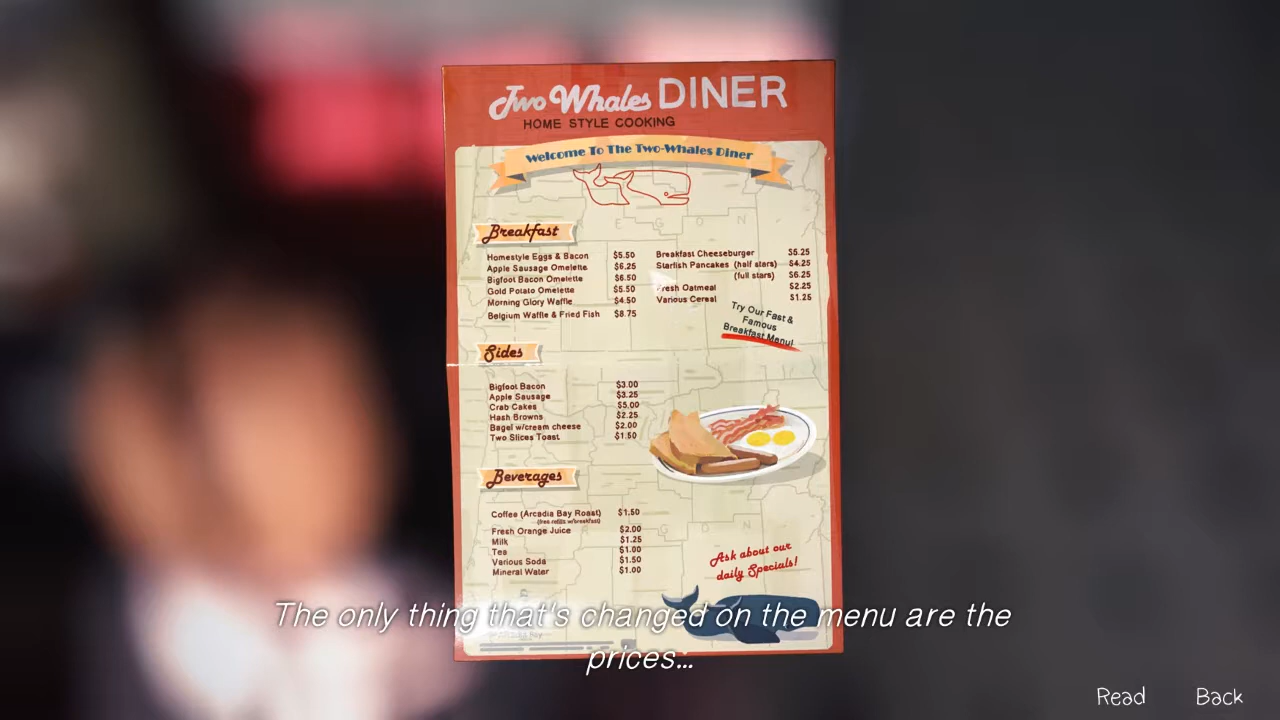 Two Whales DINER
HOME STYLE COOKING
Welcome To The Two-Whales Diner
E G O N
Breakfast
Homestyle Eggs & Bacon $5.50
Apple Sausage Omelette $6.25
Bigfoot Bacon Omelette $6.50
Gold Potato Omelette $5.50
Morning Glory Waffle $4.50
Belgium Waffle & Fried Fish $8.75
Breakfast Cheeseburger $5.25
Starfish Pancakes (half stars) $4.25
(full stars) $6.25
Fresh Oatmeal $2.25
Various Cereal $1.25
Try Our Fast &
Famous
Breakfast Menu!
Sides
Bigfoot Bacon $3.00
Apple Sausage $3.25
Crab Cakes $5.00
Hash Browns $2.25
Bagel w/cream cheese $2.00
Two Slices Toast $1.50
Beverages
Coffee (Arcadia Bay Roast) $1.50
(free refills w/breakfast)
Fresh Orange Juice $2.00
Milk $1.25
Tea $1.00
Various Soda $1.50
Mineral Water $1.00
G O N
Ask about our
daily Specials!
The only thing that's changed on the menu are the
prices...
Read Back